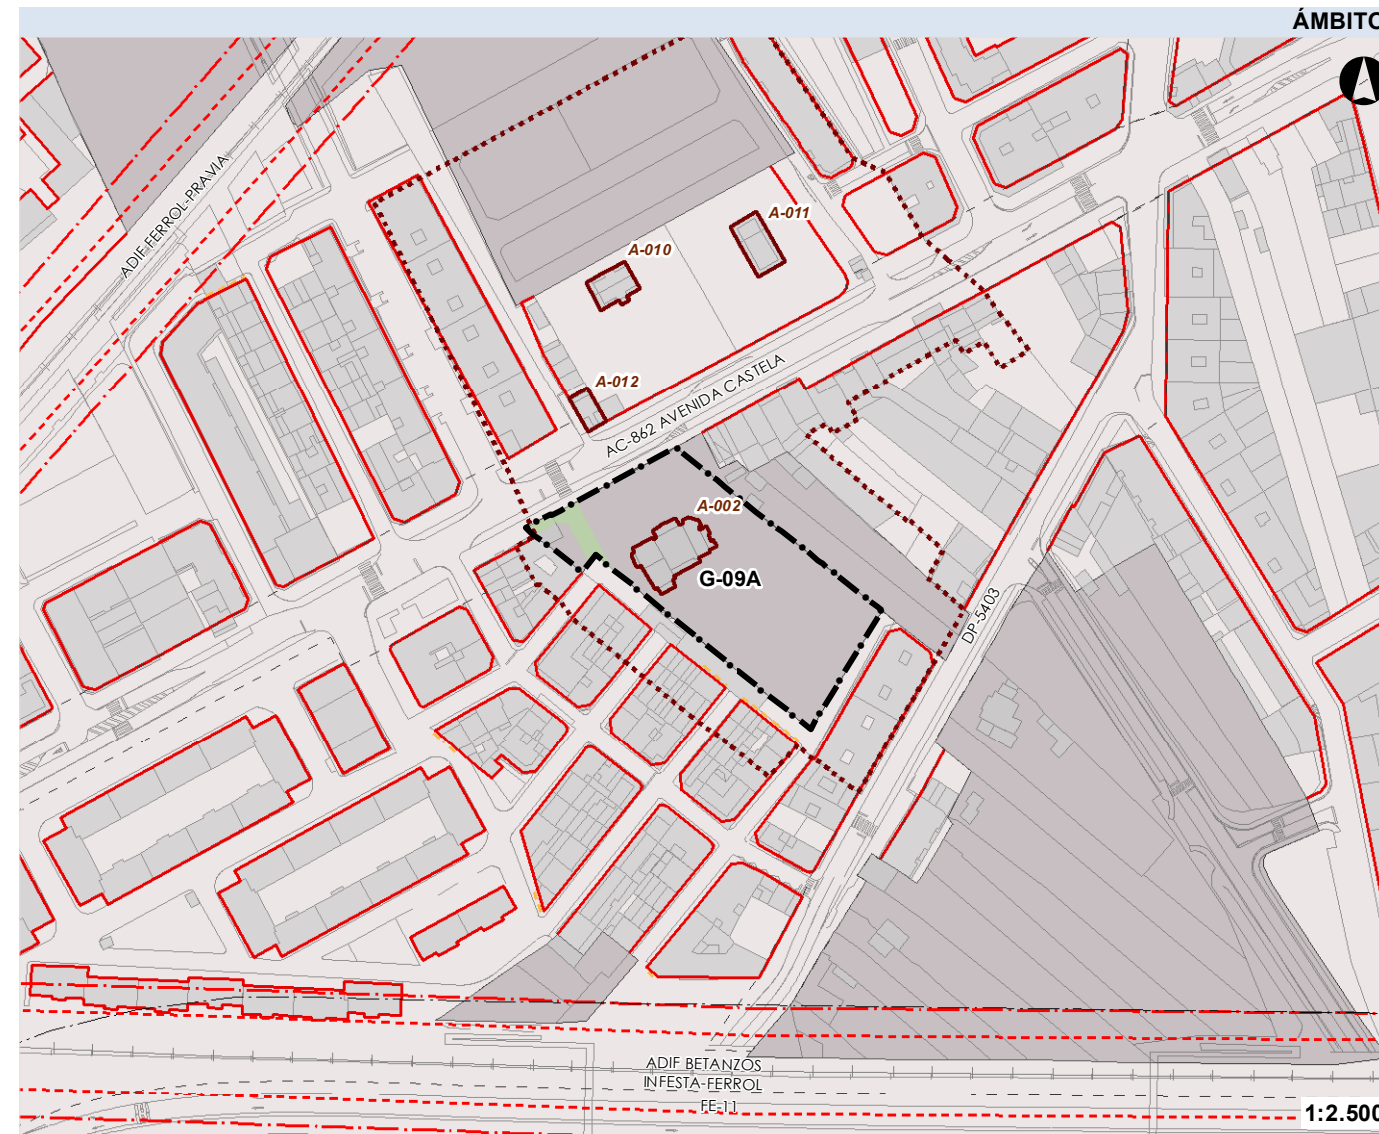 ÁMBITO
ADIF FERROL-PRAVIA
A-011
A-010
A-012
AC-862 AVENIDA CASTELA
A-002
G-09A
DP-5403
ADIF BETANZOS
INFESTA-FERROL
FE-11
1:2.500